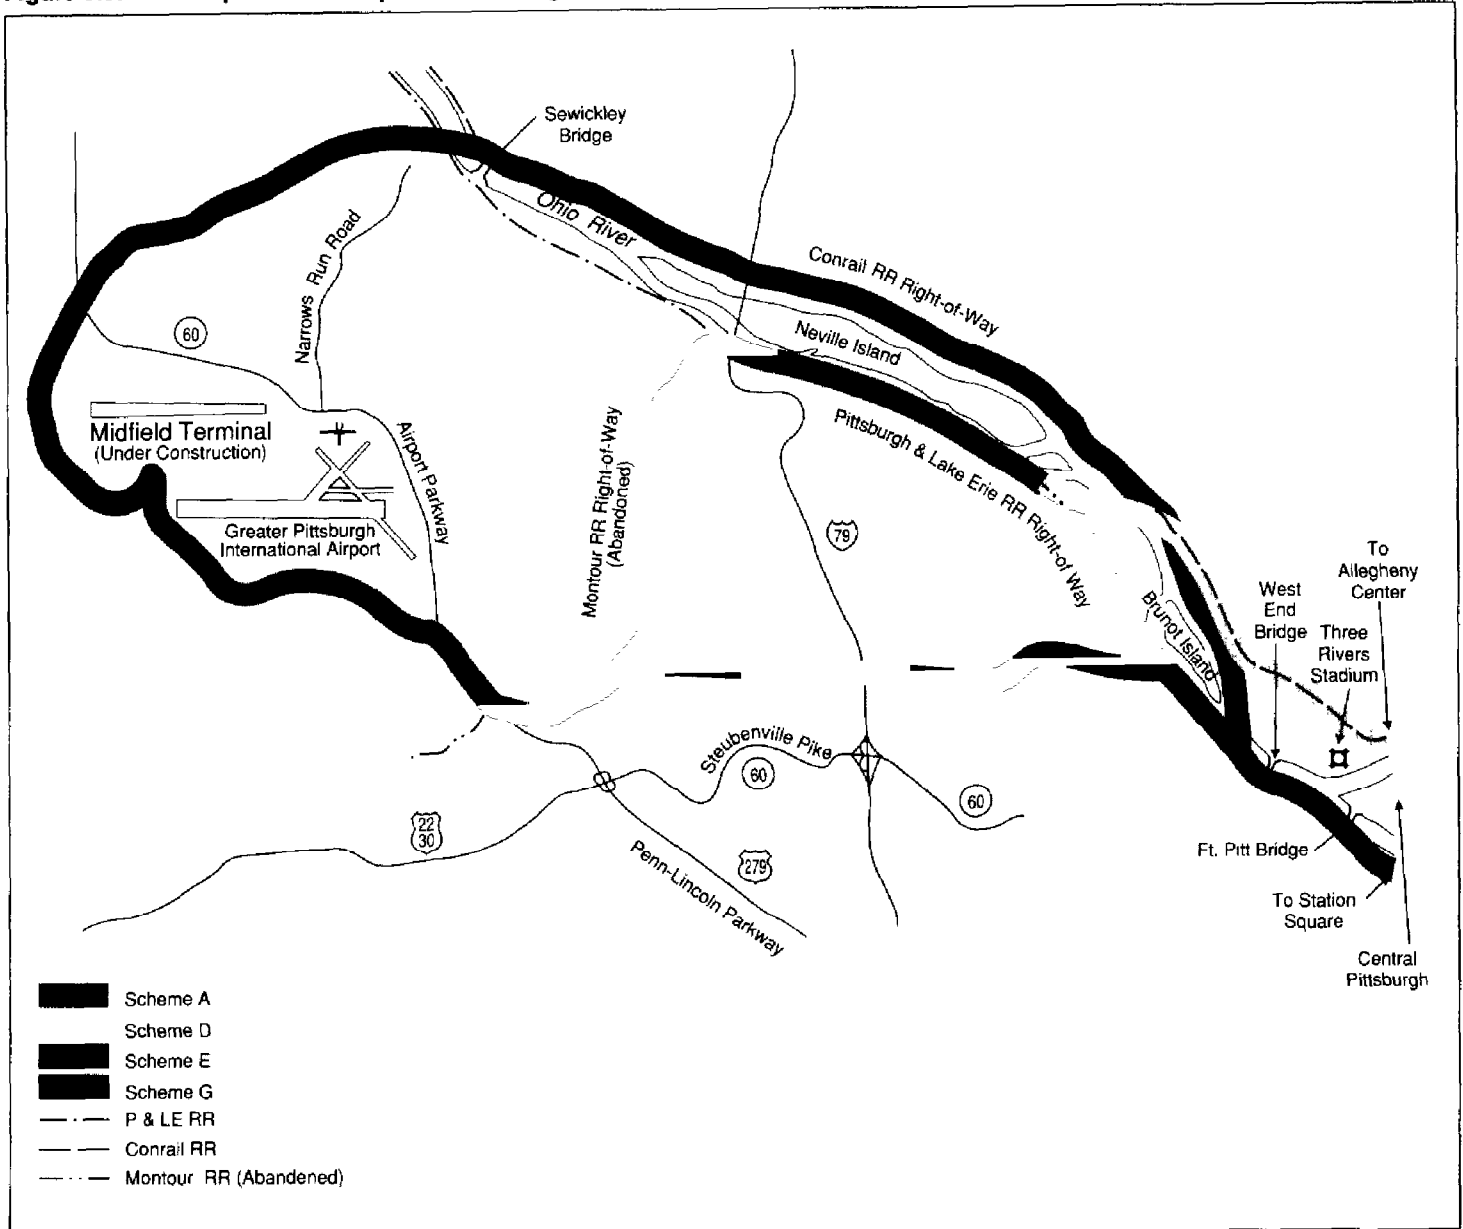 Sewickley
Bridge
Ohio River
Conrail RR Right-of-Way
Narrows Run Road
60
Neville Island
Midfield Terminal
(Under Construction)
Airport Parkway
Montour RR Right-of-Way
(Abandoned)
Pittsburgh & Lake Erie RR Right-of Way
Greater Pittsburgh
International Airport
79
To
Allegheny
Center
West
End
Bridge
Three
Rivers
Stadium
Brunot Island
Steubenville Pike
60
60
22
30
279
Penn-Lincoln Parkway
Ft. Pitt Bridge
To Station
Square
Central
Pittsburgh
Scheme A
Scheme D
Scheme E
Scheme G
P & LE RR
Conrail RR
Montour RR (Abandened)